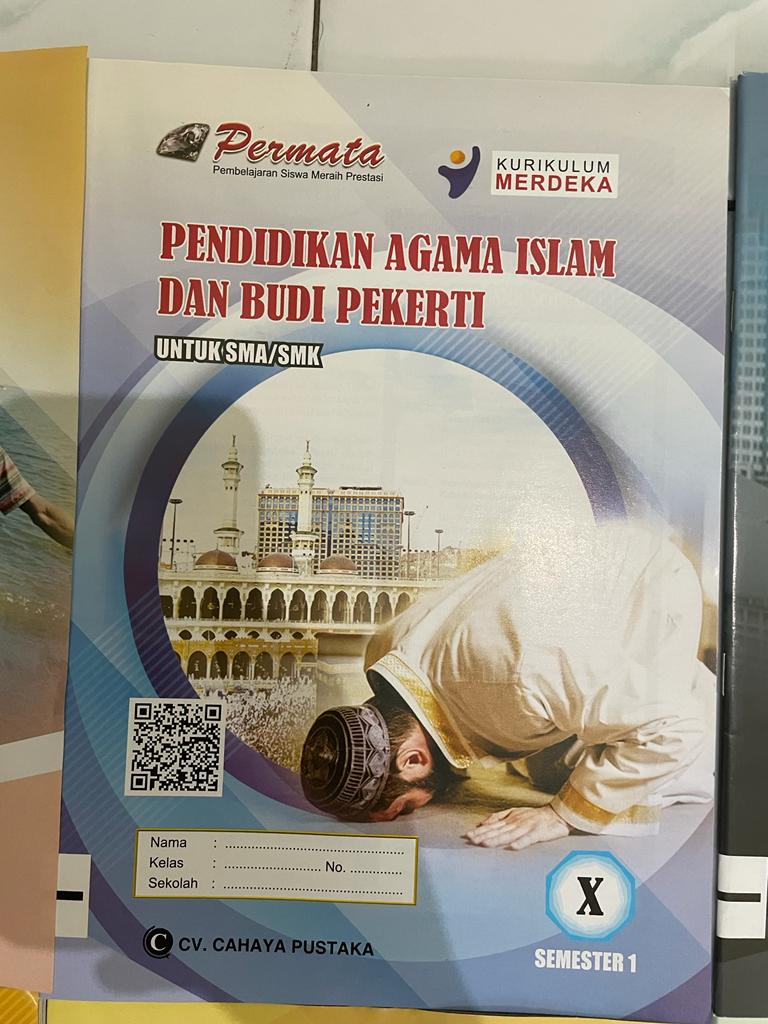 Permata
Pembelajaran Siswa Meraih Prestasi
KURIKULUM
MERDEKA
PENDIDIKAN AGAMA ISLAM
DAN BUDI PEKERTI
UNTUK SMA/SMK
Nama : ..........................................................
Kelas : ................................ No. .................
Sekolah : ..........................................................
X
SEMESTER 1
C CV. CAHAYA PUSTAKA